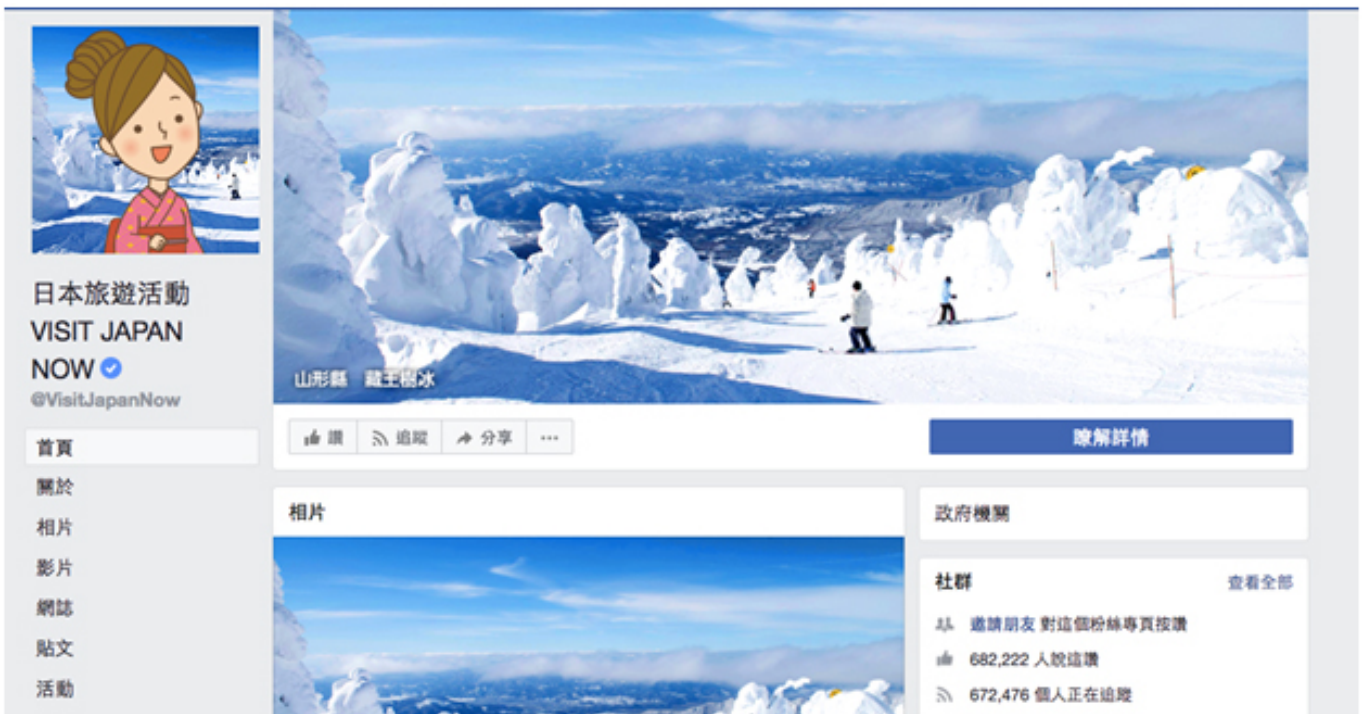 日本旅遊活動
VISIT JAPAN
NOW
@VisitJapanNow
首頁
關於
相片
影片
網誌
貼文
活動
山形縣 藏王樹冰
讚 追蹤 分享 ...
瞭解詳情
相片
政府機關
社群 查看全部
邀請朋友 對這個粉絲專頁按讚
682,222 人說這讚
672,476 個人正在追蹤